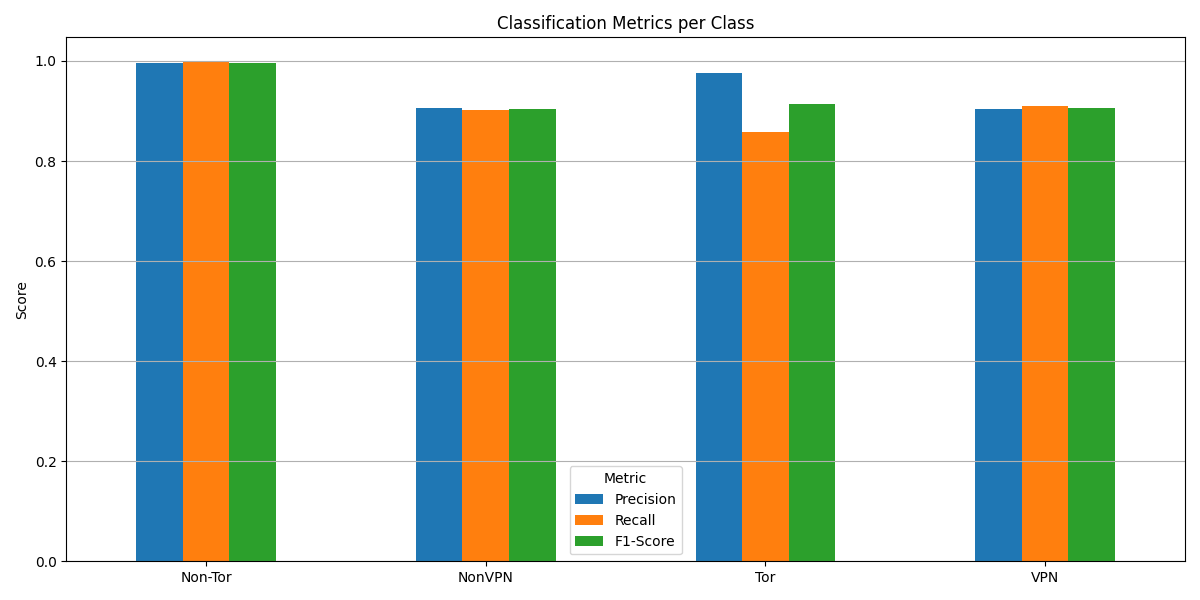 Classification Metrics per Class
1.0
0.8
0.6
0.4
0.2
0.0
Score
Metric
Precision
Recall
F1-Score
Non-Tor
NonVPN
Tor
VPN